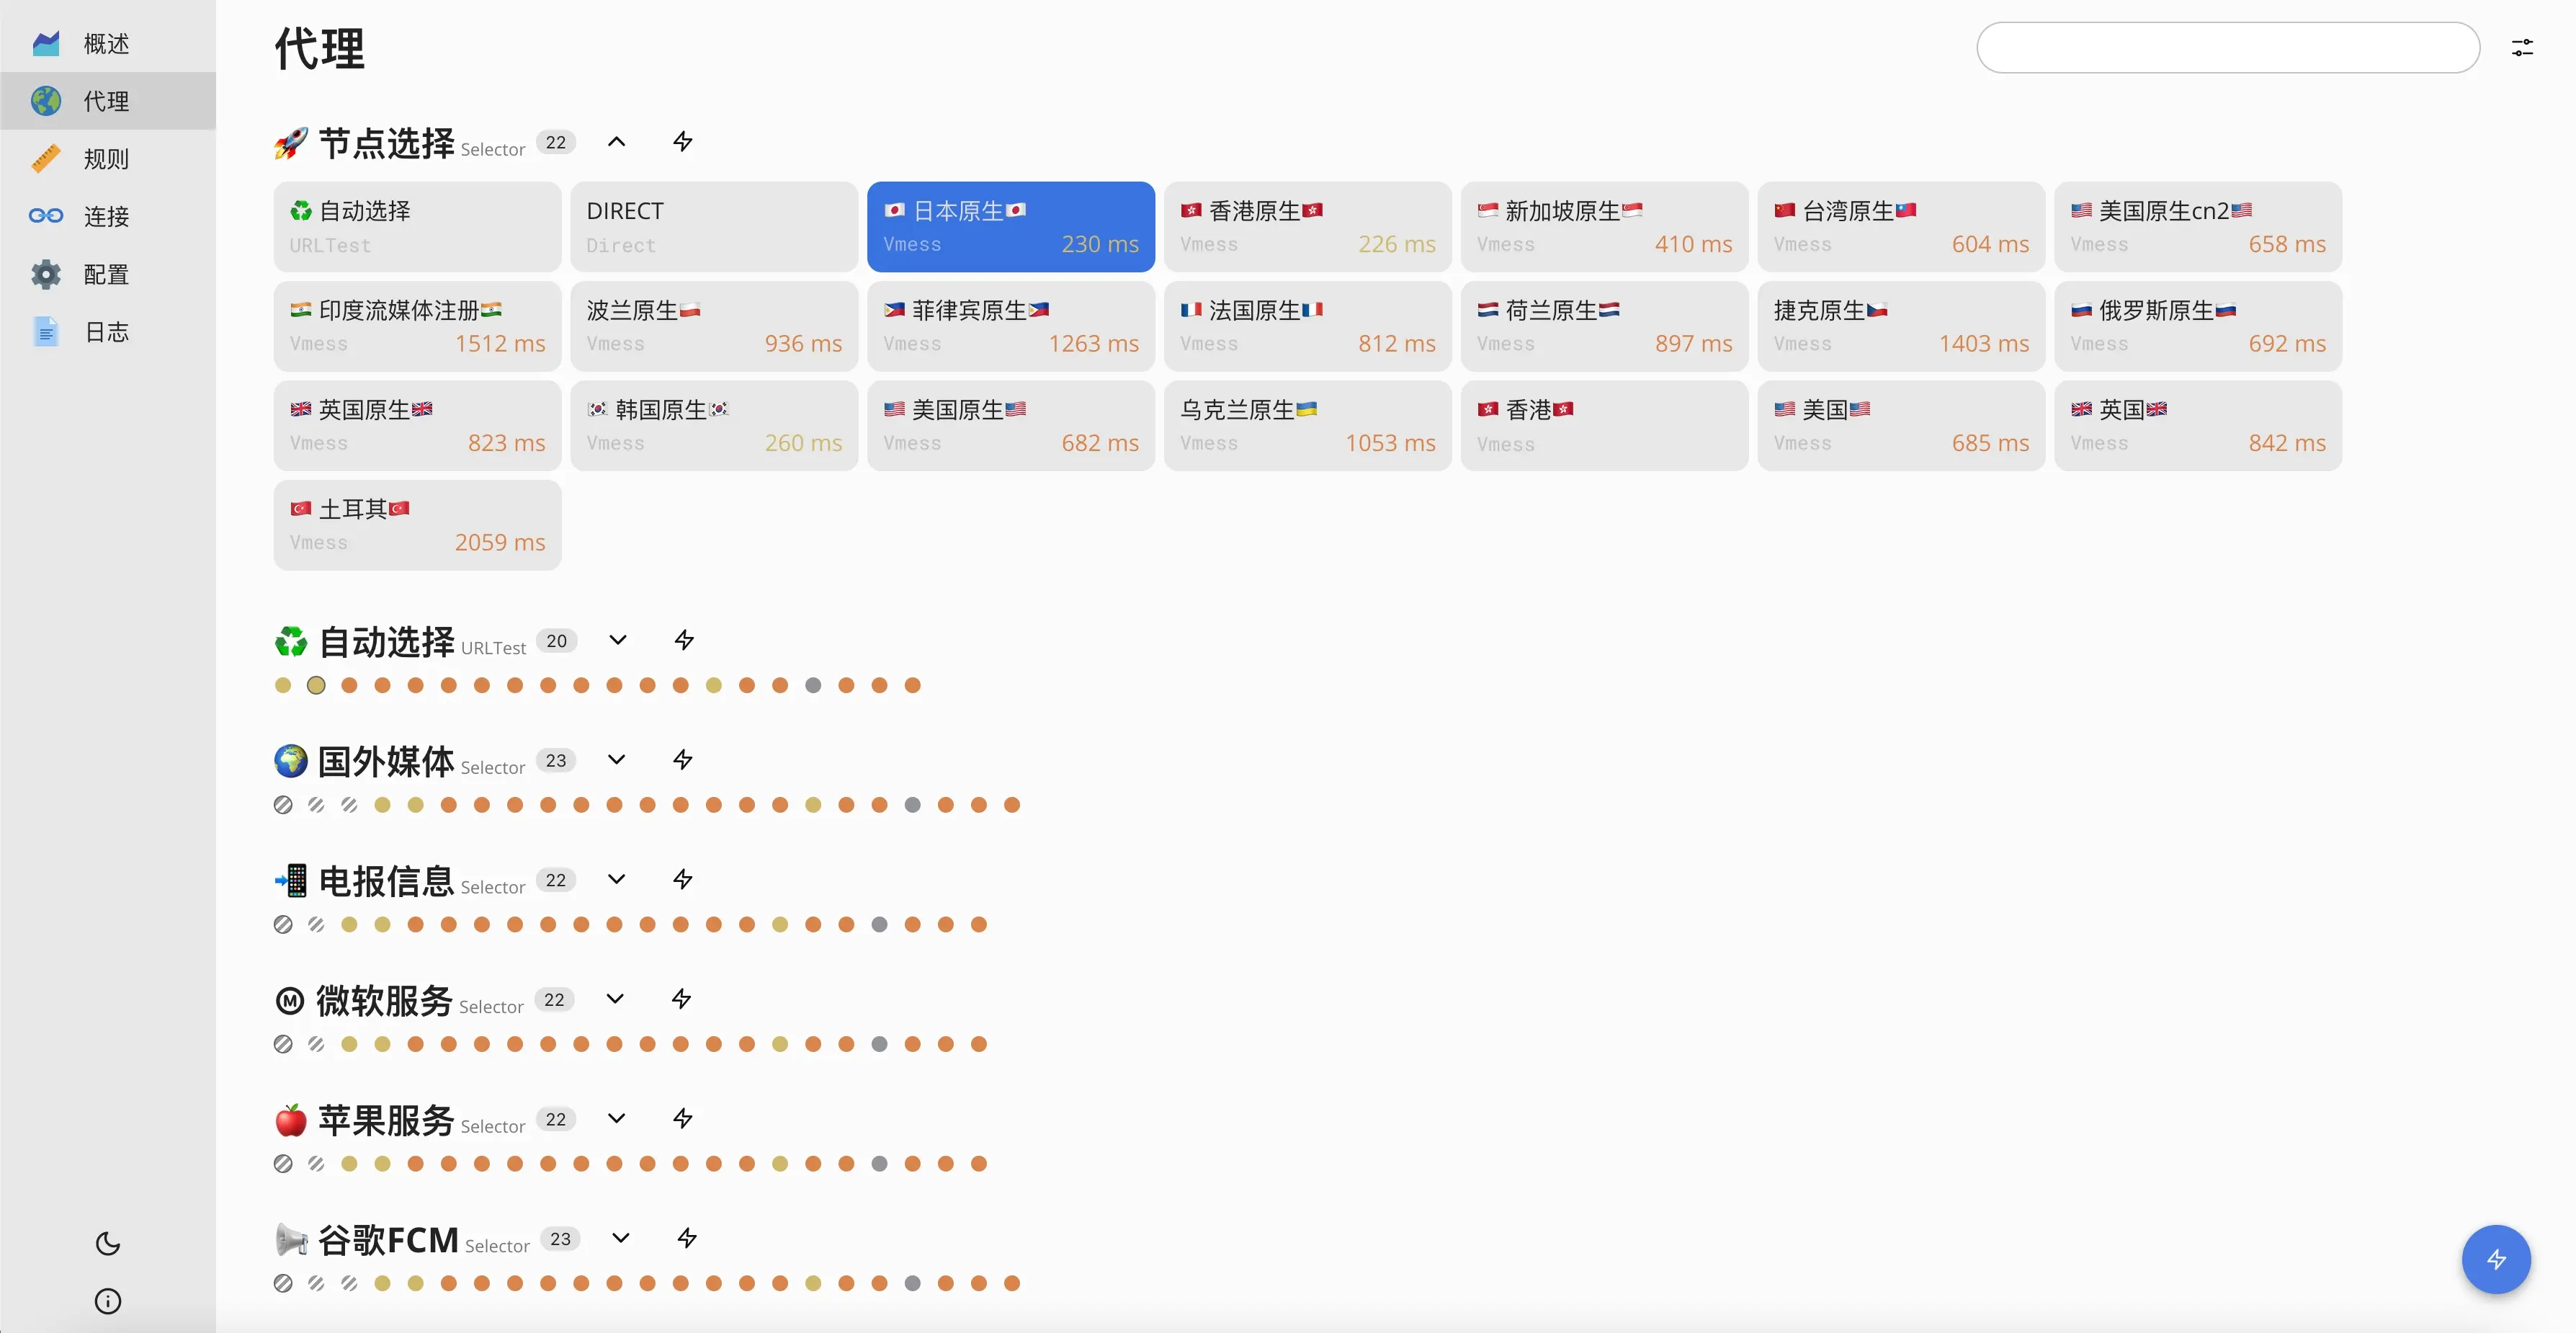 概述
代理
规则
连接
配置
日志
代理
🚀 节点选择 Selector 22
♻️ 自动选择
URLTest
DIRECT
Direct
🇯🇵 日本原生🇯🇵
Vmess 230 ms
🇭🇰 香港原生🇭🇰
Vmess 226 ms
🇸🇬 新加坡原生🇸🇬
Vmess 410 ms
🇨🇳 台湾原生🇹🇼
Vmess 604 ms
🇺🇸 美国原生cn2🇺🇸
Vmess 658 ms
🇮🇳 印度流媒体注册🇮🇳
Vmess 1512 ms
波兰原生🇵🇱
Vmess 936 ms
🇵🇭 菲律宾原生🇵🇭
Vmess 1263 ms
🇫🇷 法国原生🇫🇷
Vmess 812 ms
🇳🇱 荷兰原生🇳🇱
Vmess 897 ms
捷克原生🇨🇿
Vmess 1403 ms
🇷🇺 俄罗斯原生🇷🇺
Vmess 692 ms
🇬🇧 英国原生🇬🇧
Vmess 823 ms
🇰🇷 韩国原生🇰🇷
Vmess 260 ms
🇺🇸 美国原生🇺🇸
Vmess 682 ms
乌克兰原生🇺🇦
Vmess 1053 ms
🇭🇰 香港🇭🇰
Vmess
🇺🇸 美国🇺🇸
Vmess 685 ms
🇬🇧 英国🇬🇧
Vmess 842 ms
🇹🇷 土耳其🇹🇷
Vmess 2059 ms
♻️ 自动选择 URLTest 20
🌍 国外媒体 Selector 23
📲 电报信息 Selector 22
Ⓜ️ 微软服务 Selector 22
🍎 苹果服务 Selector 22
📢 谷歌FCM Selector 23